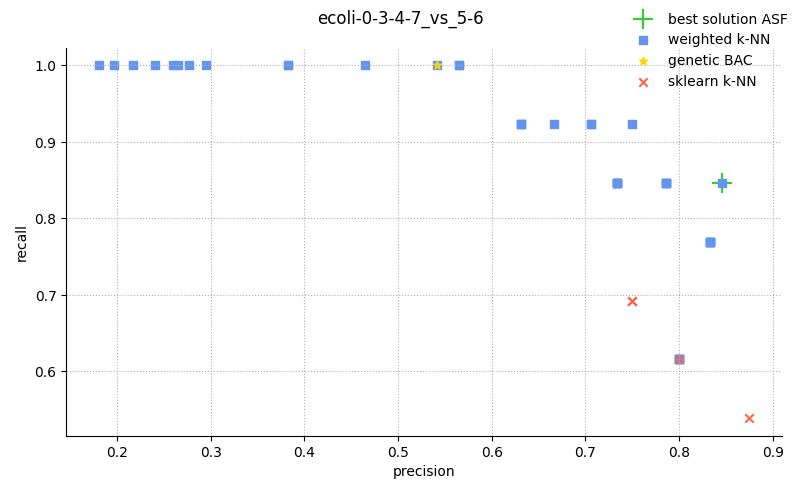 ecoli-0-3-4-7_vs_5-6
best solution ASF
weighted k-NN
genetic BAC
sklearn k-NN
1.0
0.9
0.8
0.7
0.6
recall
0.2 0.3 0.4 0.5 0.6 0.7 0.8 0.9
precision